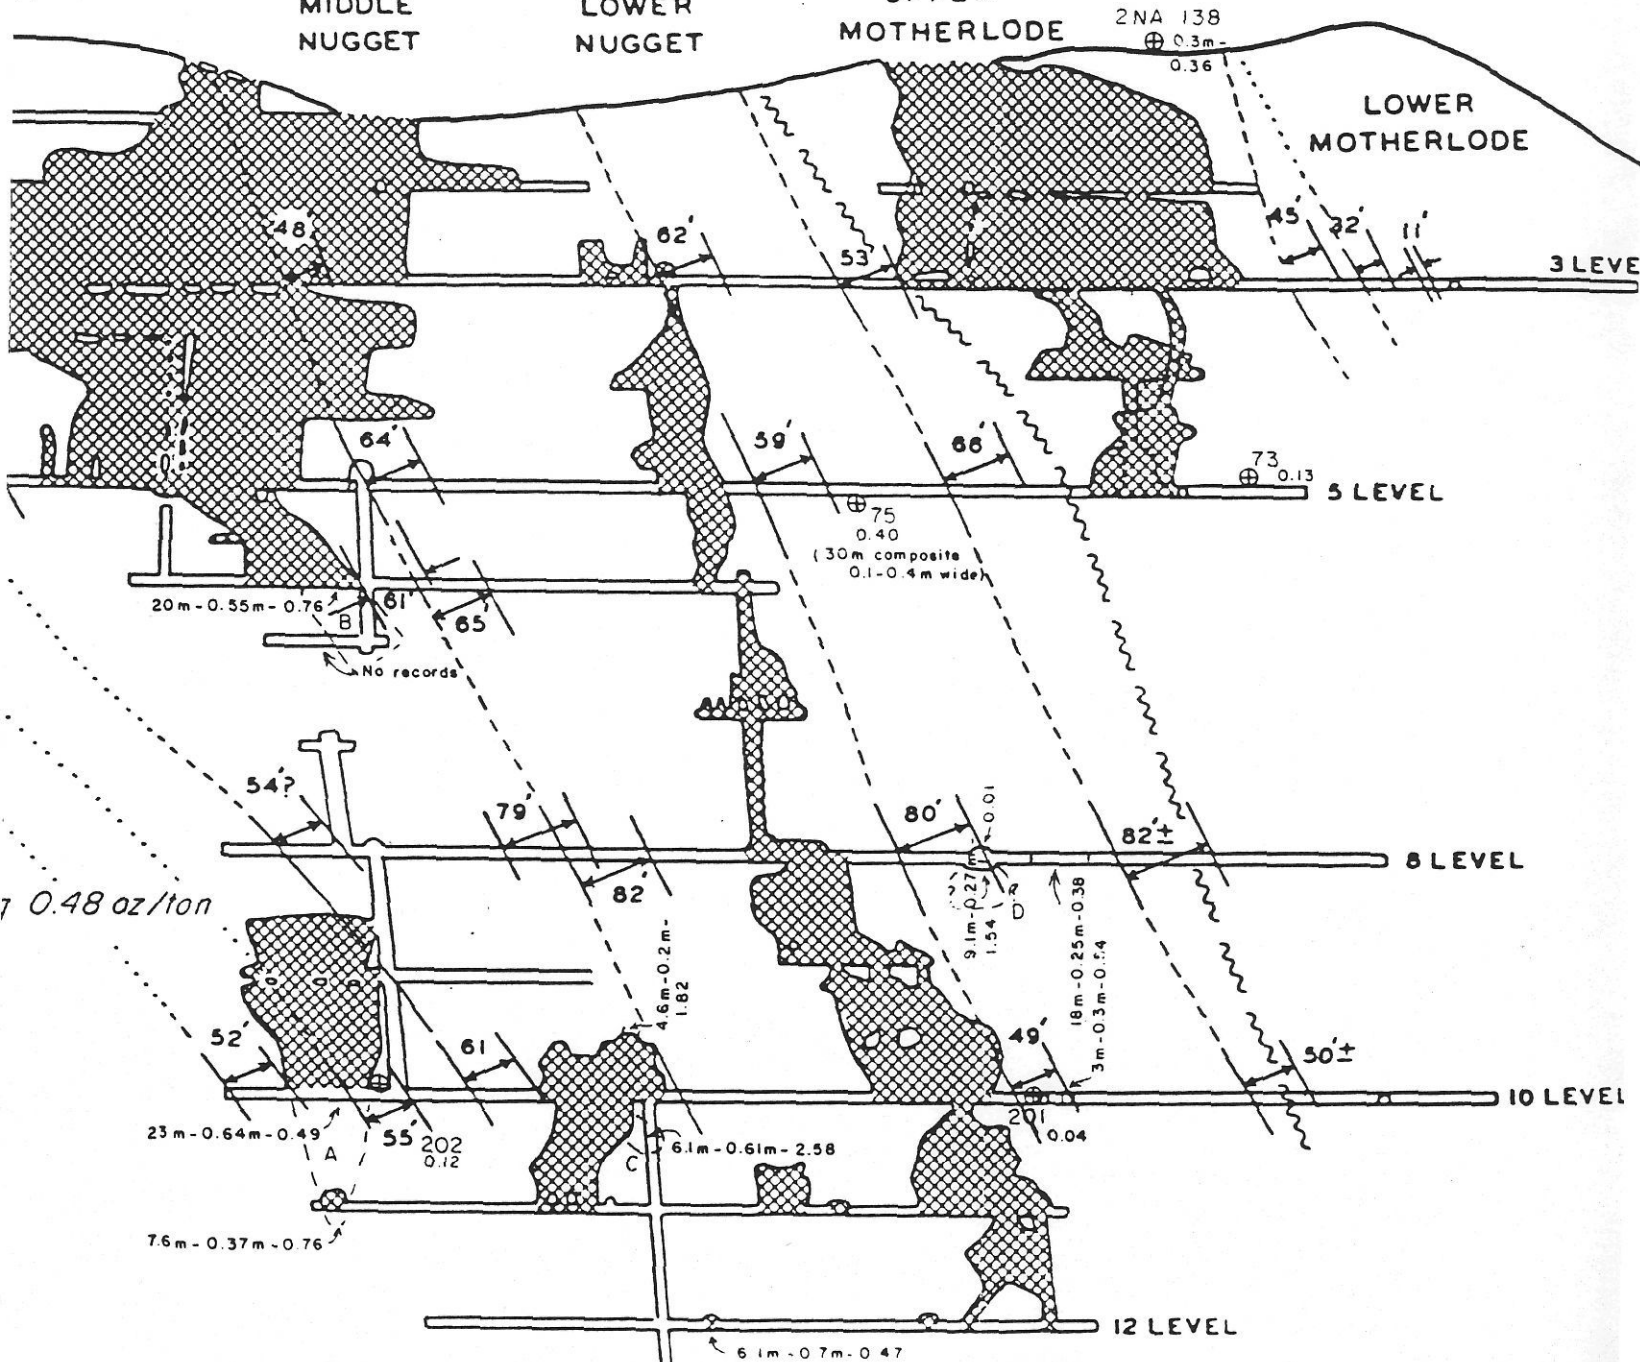 MIDDLE
NUGGET
LOWER
NUGGET
MOTHERLODE
2NA 138
0.3m-
0.36
LOWER
MOTHERLODE
48
62'
53'
45'
32'
11'
3 LEVE
64'
59'
66'
73
0.13
5 LEVEL
75
0.40
(30m composite
0.1-0.4m wide)
20m-0.55m-0.76
B
61'
65'
No records
54'?
79'
80'
0.01
82'±
8 LEVEL
82'
0.48 oz/ton
9.1m-0.27m-
1.54
D
18m-0.25m-0.38
3m-0.3m-0.54
4.6m-0.2m-
1.82
52'
61
49'
50'±
10 LEVEL
23m-0.64m-0.49
A
55'
202
0.12
C
6.1m-0.61m-2.58
201
0.04
7.6m-0.37m-0.76
12 LEVEL
6.1m-0.7m-0.47